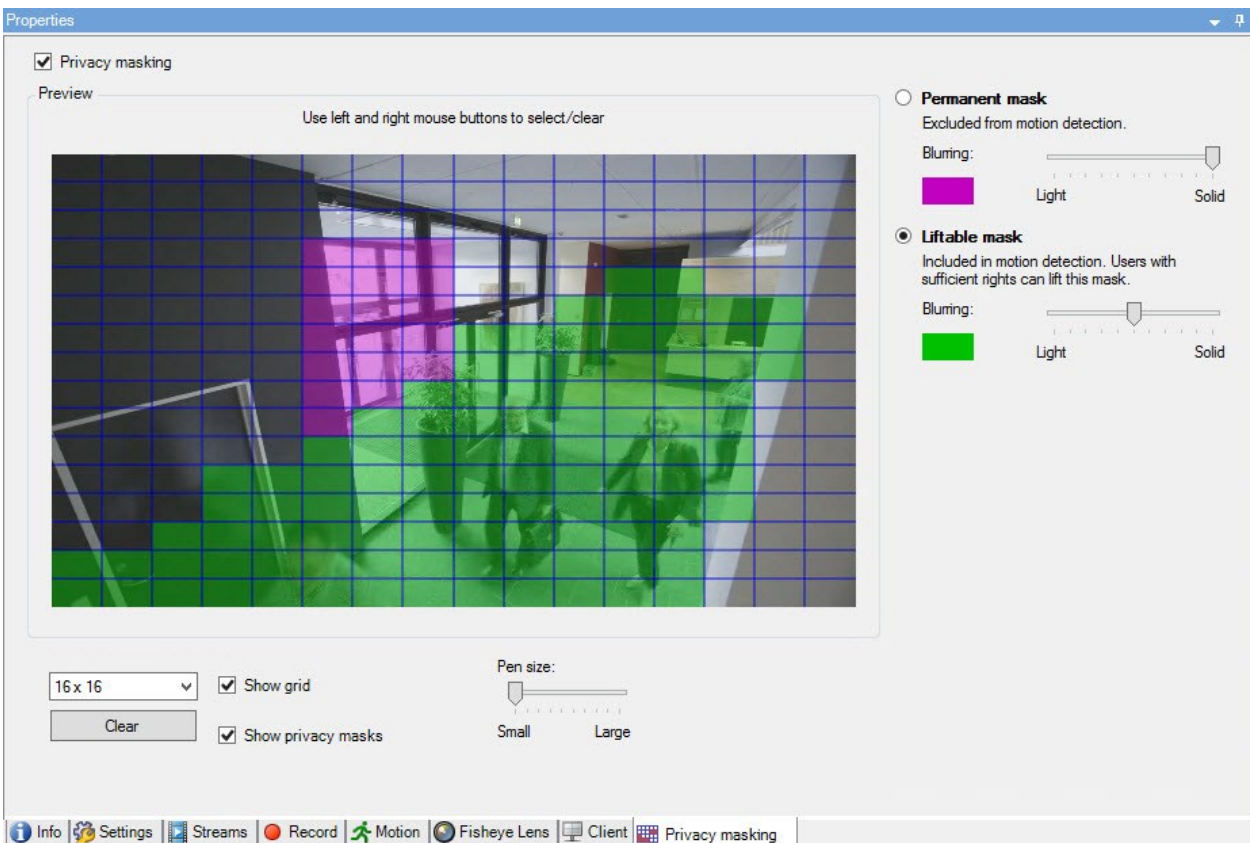 Properties
Privacy masking
Preview
Use left and right mouse buttons to select/clear
Permanent mask
Excluded from motion detection.
Blurring:
Light Solid
Liftable mask
Included in motion detection. Users with
sufficient rights can lift this mask.
Blurring:
Light Solid
16 x 16
Show grid
Pen size:
Clear
Show privacy masks
Small Large
Info Settings Streams Record Motion Fisheye Lens Client Privacy masking